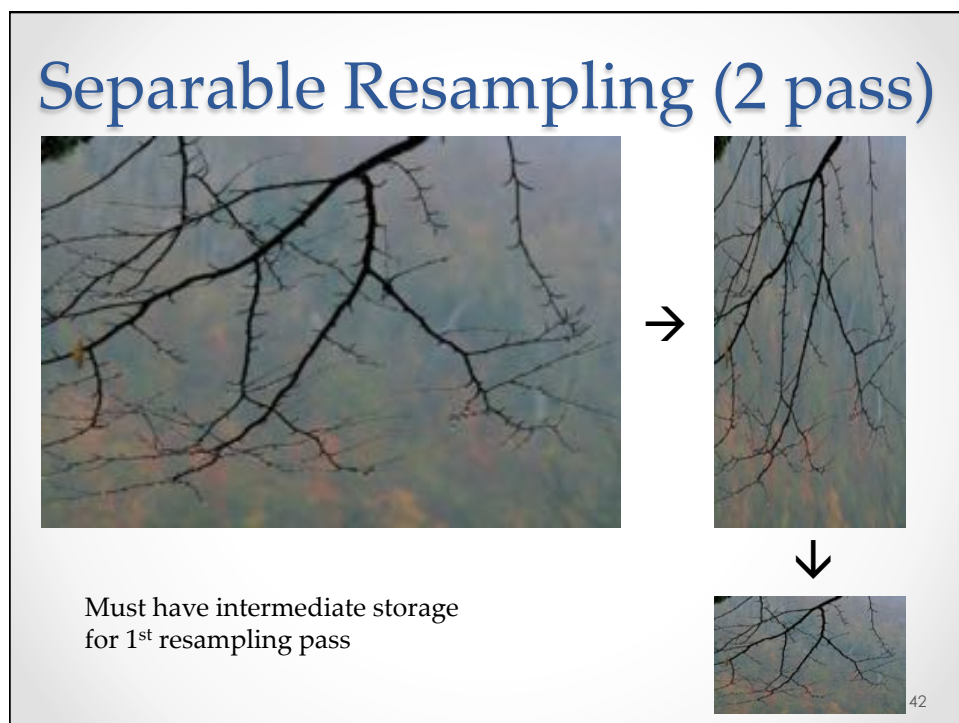 Separable Resampling (2 pass)
→
↓
Must have intermediate storage
for 1st resampling pass
42